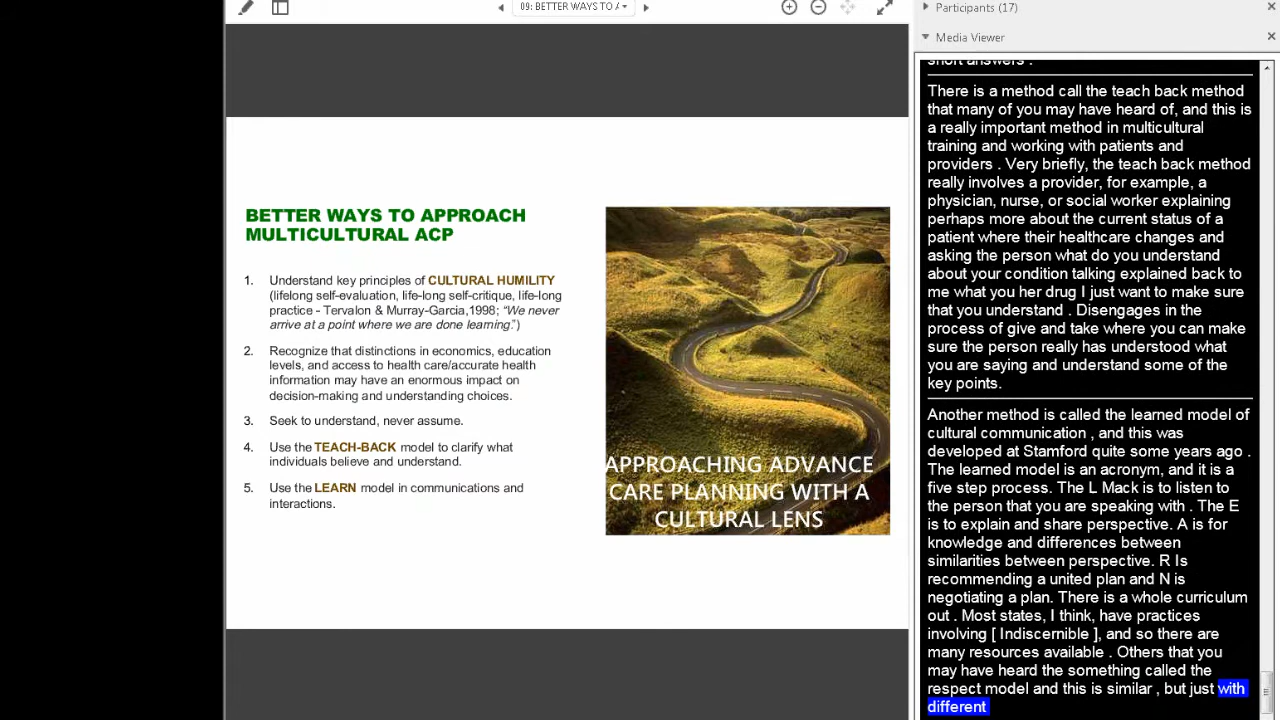 09: BETTER WAYS TO A
Participants (17)
Media Viewer
BETTER WAYS TO APPROACH
MULTICULTURAL ACP
1. Understand key principles of CULTURAL HUMILITY
(lifelong self-evaluation, life-long self-critique, life-long
practice - Tervalon & Murray-Garcia,1998; “We never
arrive at a point where we are done learning.”)
2. Recognize that distinctions in economics, education
levels, and access to health care/accurate health
information may have an enormous impact on
decision-making and understanding choices.
3. Seek to understand, never assume.
4. Use the TEACH-BACK model to clarify what
individuals believe and understand.
5. Use the LEARN model in communications and
interactions.
APPROACHING ADVANCE
CARE PLANNING WITH A
CULTURAL LENS
short answers .
There is a method call the teach back method
that many of you may have heard of, and this is
a really important method in multicultural
training and working with patients and
providers . Very briefly, the teach back method
really involves a provider, for example, a
physician, nurse, or social worker explaining
perhaps more about the current status of a
patient where their healthcare changes and
asking the person what do you understand
about your condition talking explained back to
me what you her drug I just want to make sure
that you understand . Disengages in the
process of give and take where you can make
sure the person really has understood what
you are saying and understand some of the
key points.
Another method is called the learned model of
cultural communication , and this was
developed at Stamford quite some years ago .
The learned model is an acronym, and it is a
five step process. The L Mack is to listen to
the person that you are speaking with . The E
is to explain and share perspective. A is for
knowledge and differences between
similarities between perspective. R Is
recommending a united plan and N is
negotiating a plan. There is a whole curriculum
out . Most states, I think, have practices
involving [ Indiscernible ], and so there are
many resources available . Others that you
may have heard the something called the
respect model and this is similar , but just with
different